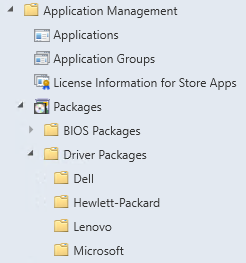 Application Management
Applications
Application Groups
License Information for Store Apps
Packages
BIOS Packages
Driver Packages
Dell
Hewlett-Packard
Lenovo
Microsoft